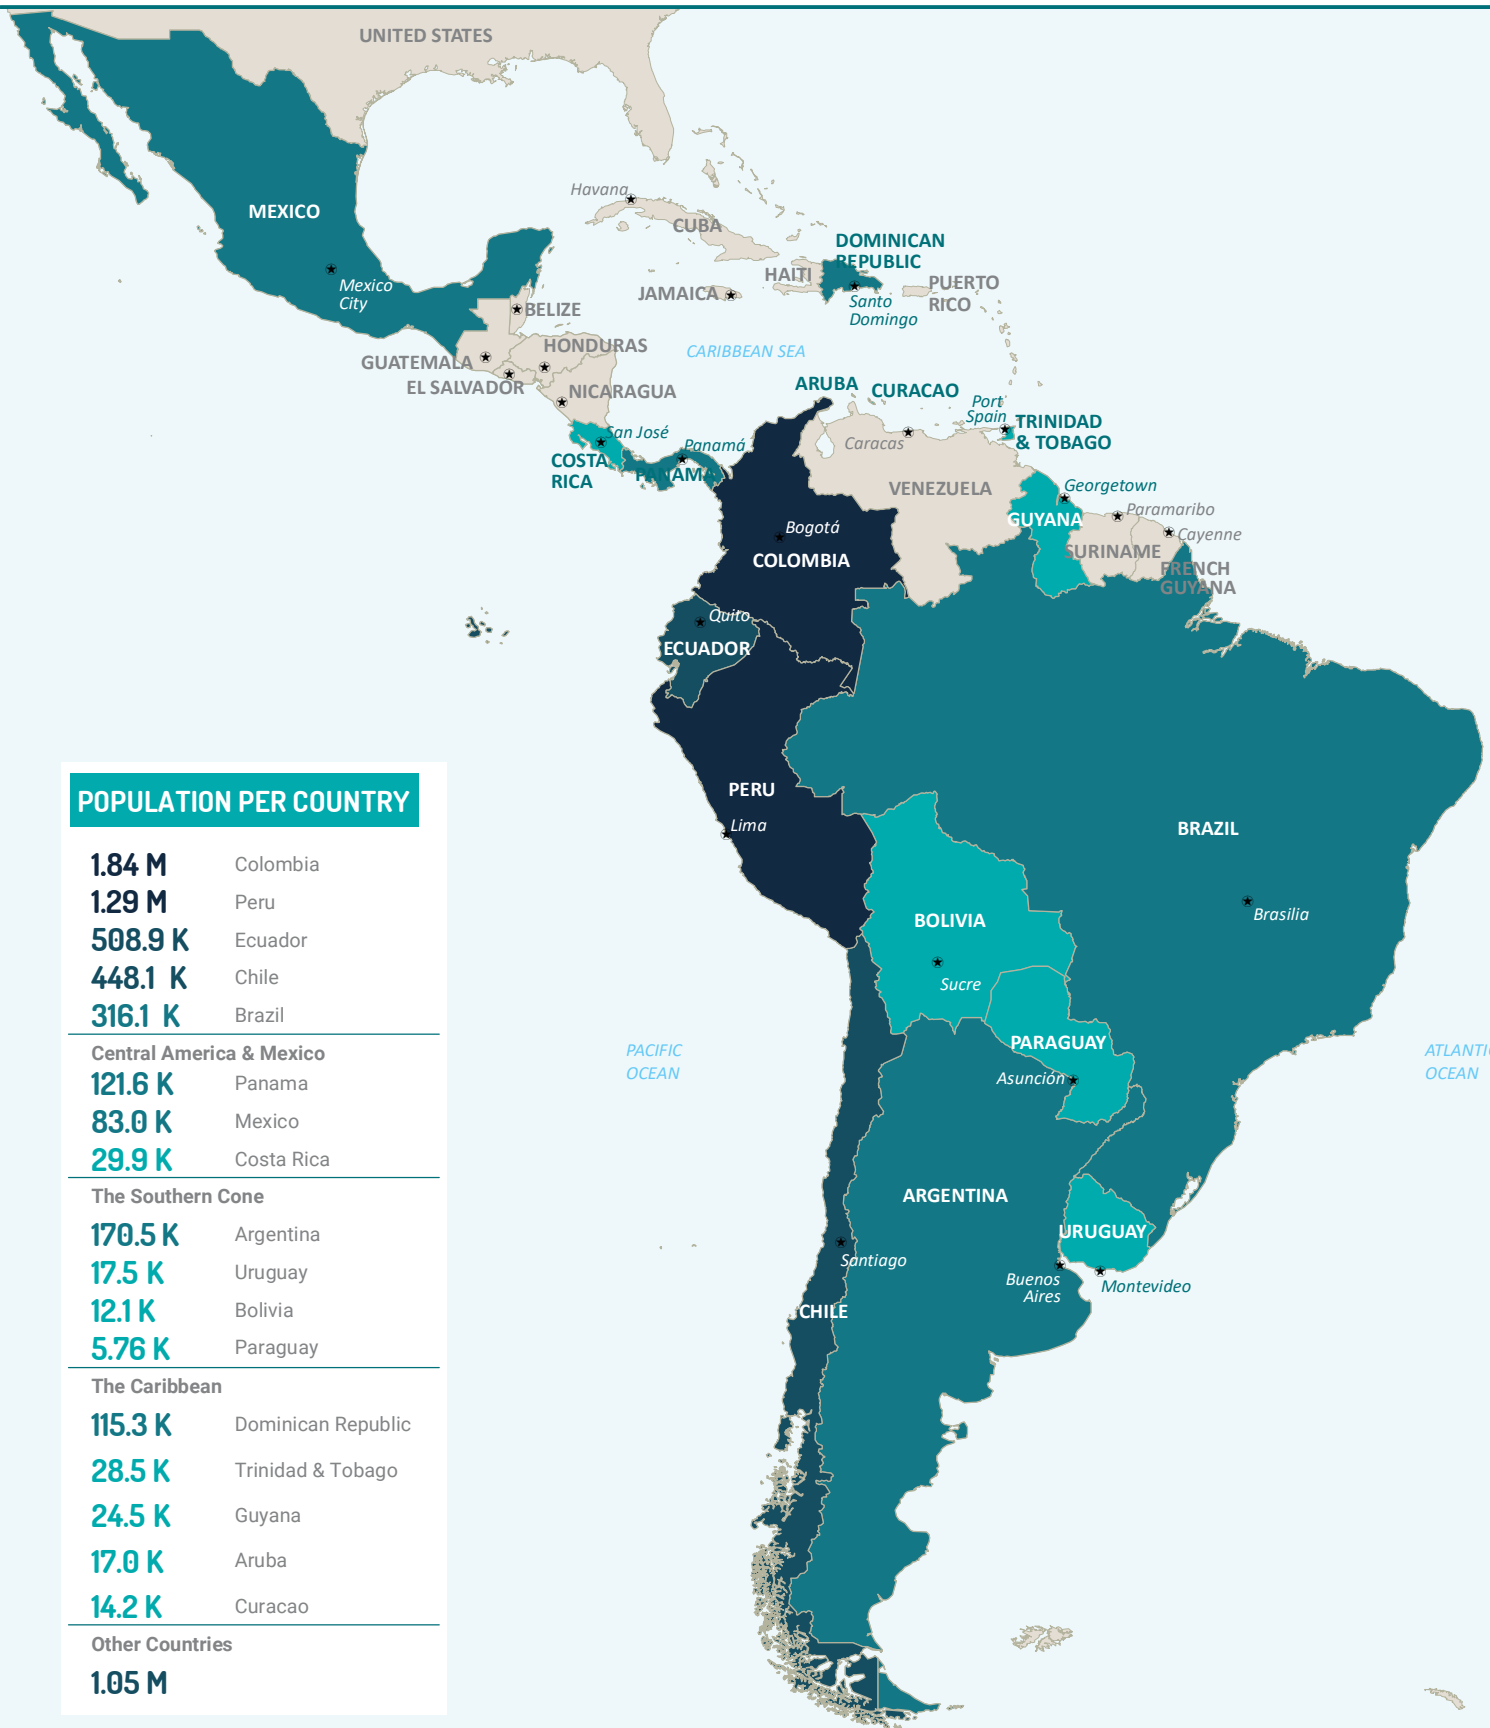 UNITED STATES
MEXICO
Mexico
City
Havana
CUBA
DOMINICAN
REPUBLIC
HAITI
JAMAICA
Santo
Domingo
PUERTO
RICO
BELIZE
HONDURAS
GUATEMALA
EL SALVADOR
NICARAGUA
CARIBBEAN SEA
ARUBA
CURACAO
Port
Spain
TRINIDAD
& TOBAGO
San José
COSTA
RICA
Panamá
PANAMA
Caracas
VENEZUELA
Georgetown
GUYANA
Paramaribo
SURINAME
Cayenne
FRENCH
GUYANA
Bogotá
COLOMBIA
Quito
ECUADOR
PERU
Lima
BRAZIL
Brasilia
BOLIVIA
Sucre
PARAGUAY
Asunción
PACIFIC
OCEAN
ATLANTIC
OCEAN
ARGENTINA
URUGUAY
Santiago
Buenos
Aires
Montevideo
CHILE
POPULATION PER COUNTRY
1.84 M Colombia
1.29 M Peru
508.9 K Ecuador
448.1 K Chile
316.1 K Brazil
Central America & Mexico
121.6 K Panama
83.0 K Mexico
29.9 K Costa Rica
The Southern Cone
170.5 K Argentina
17.5 K Uruguay
12.1 K Bolivia
5.76 K Paraguay
The Caribbean
115.3 K Dominican Republic
28.5 K Trinidad & Tobago
24.5 K Guyana
17.0 K Aruba
14.2 K Curacao
Other Countries
1.05 M